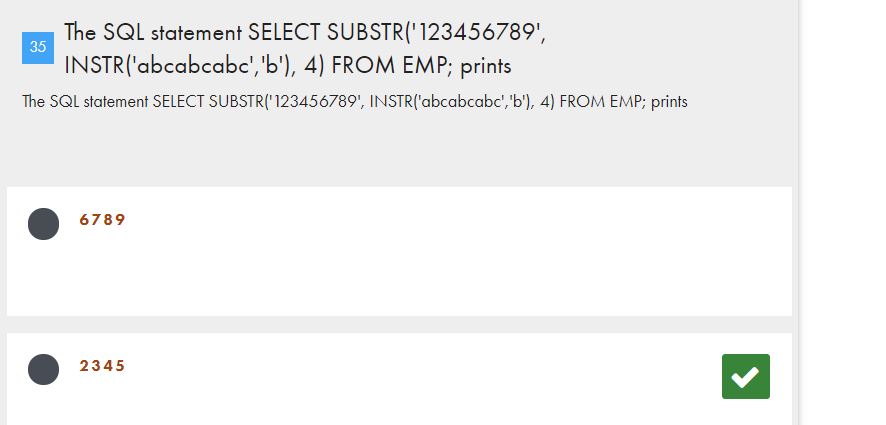 35
The SQL statement SELECT SUBSTR('123456789',
INSTR('abcabcabc','b'), 4) FROM EMP; prints
The SQL statement SELECT SUBSTR('123456789', INSTR('abcabcabc','b'), 4) FROM EMP; prints
6789
2345